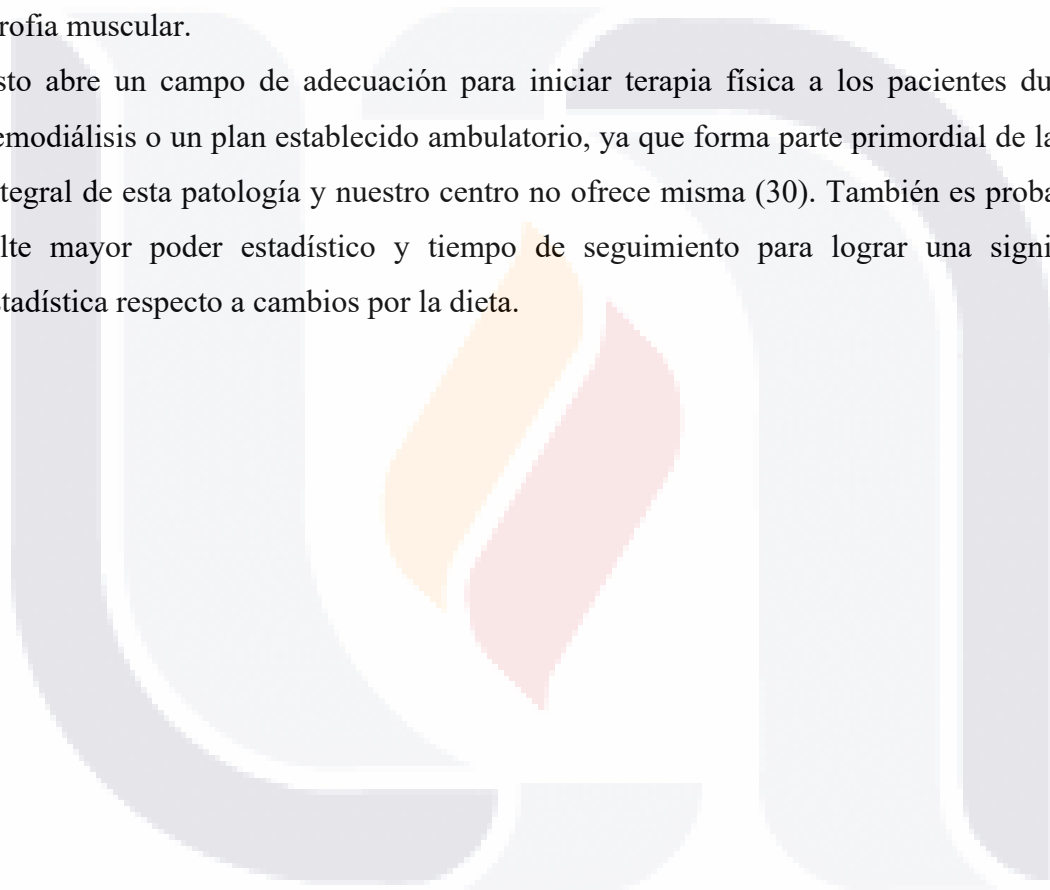 rofia muscular.
sto abre un campo de adecuación para iniciar terapia física a los pacientes du
emodiálisis o un plan establecido ambulatorio, ya que forma parte primordial de la
tegral de esta patología y nuestro centro no ofrece misma (30). También es proba
lte mayor poder estadístico y tiempo de seguimiento para lograr una signi
stadística respecto a cambios por la dieta.